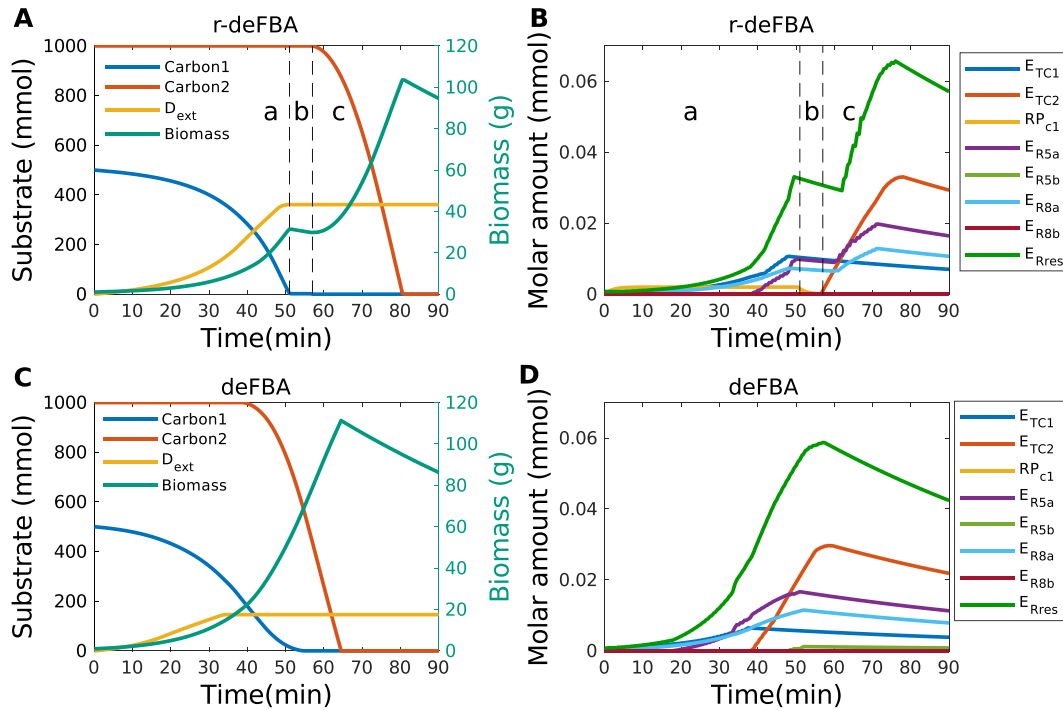 A
r-deFBA
Substrate (mmol)
1000
800
600
400
200
0
120
100
80
60
40
20
0
Biomass (g)
Carbon1
Carbon2
D_ext
Biomass
a
b
c
0 10 20 30 40 50 60 70 80 90
Time(min)
B
r-deFBA
Molar amount (mmol)
0.06
0.04
0.02
0
a
b
c
0 10 20 30 40 50 60 70 80 90
Time(min)
E_TC1
E_TC2
RP_c1
E_R5a
E_R5b
E_R8a
E_R8b
E_Rres
C
deFBA
Substrate (mmol)
1000
800
600
400
200
0
120
100
80
60
40
20
0
Biomass (g)
Carbon1
Carbon2
D_ext
Biomass
0 10 20 30 40 50 60 70 80 90
Time(min)
D
deFBA
Molar amount (mmol)
0.06
0.04
0.02
0
0 10 20 30 40 50 60 70 80 90
Time(min)
E_TC1
E_TC2
RP_c1
E_R5a
E_R5b
E_R8a
E_R8b
E_Rres